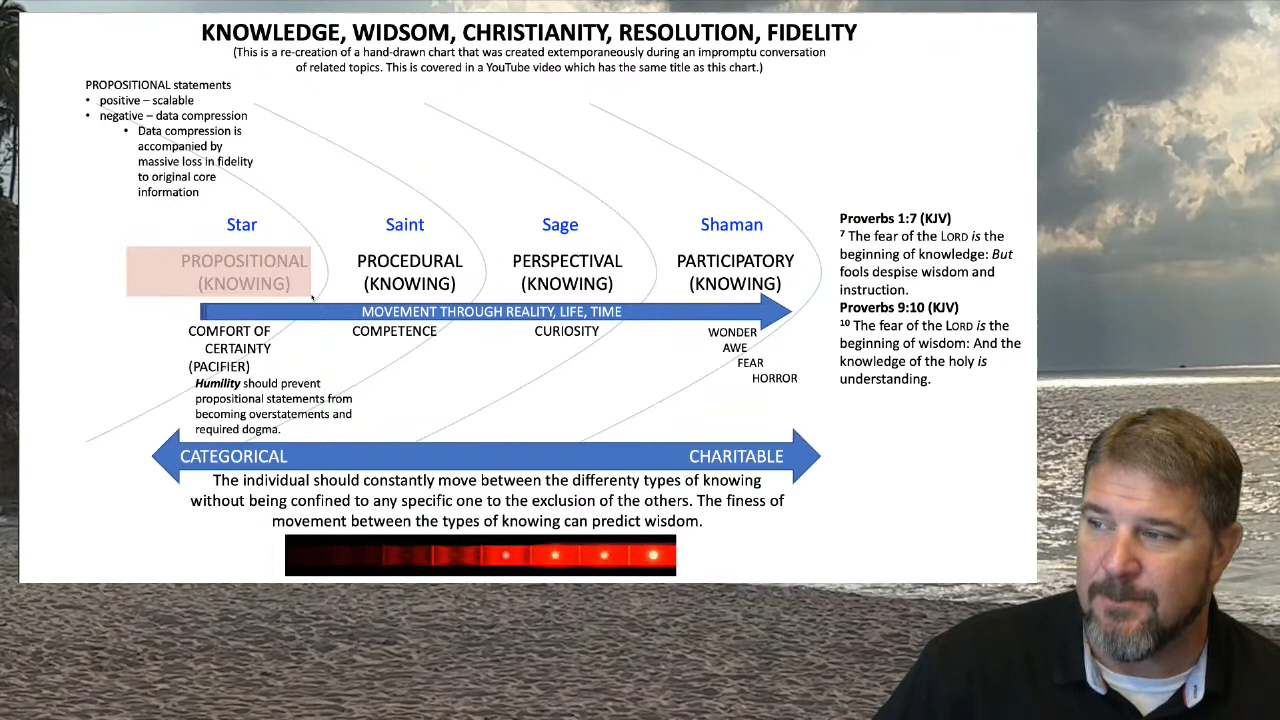 KNOWLEDGE, WIDSOM, CHRISTIANITY, RESOLUTION, FIDELITY
(This is a re-creation of a hand-drawn chart that was created extemporaneously during an impromptu conversation
of related topics. This is covered in a YouTube video which has the same title as this chart.)
PROPOSITIONAL statements
• positive – scalable
• negative – data compression
• Data compression is
accompanied by
massive loss in fidelity
to original core
information
Star
Saint
Sage
Shaman
PROPOSITIONAL
(KNOWING)
PROCEDURAL
(KNOWING)
PERSPECTIVAL
(KNOWING)
PARTICIPATORY
(KNOWING)
MOVEMENT THROUGH REALITY, LIFE, TIME
COMFORT OF
CERTAINTY
(PACIFIER)
Humility should prevent
propositional statements from
becoming overstatements and
required dogma.
COMPETENCE
CURIOSITY
WONDER
AWE
FEAR
HORROR
Proverbs 1:7 (KJV)
7 The fear of the LORD is the
beginning of knowledge: But
fools despise wisdom and
instruction.
Proverbs 9:10 (KJV)
10 The fear of the LORD is the
beginning of wisdom: And the
knowledge of the holy is
understanding.
CATEGORICAL
CHARITABLE
The individual should constantly move between the differenty types of knowing
without being confined to any specific one to the exclusion of the others. The finess of
movement between the types of knowing can predict wisdom.